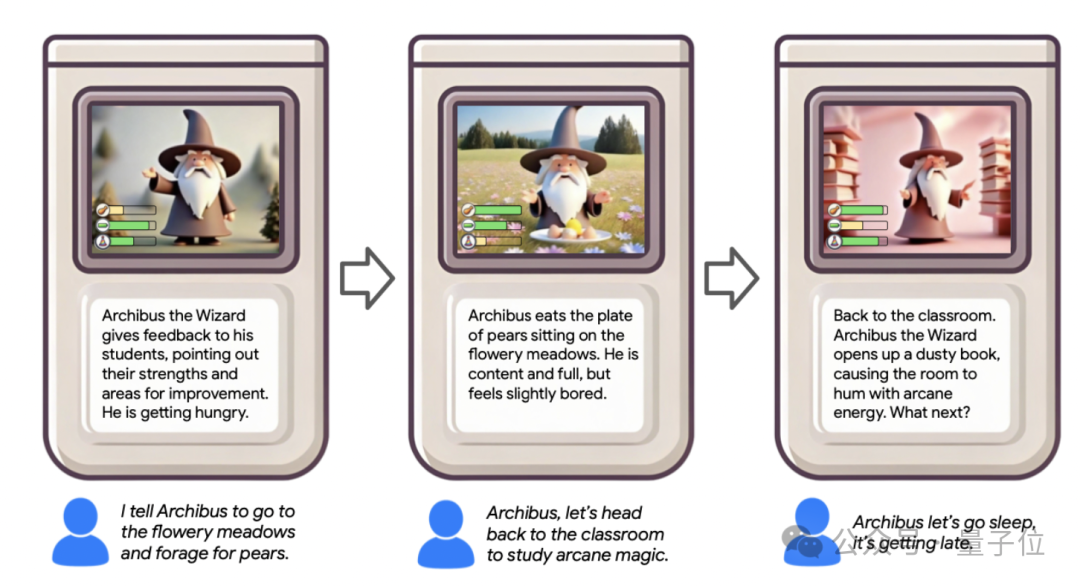 Archibus the Wizard
gives feedback to his
students, pointing out
their strengths and
areas for improvement.
He is getting hungry.
Archibus eats the plate
of pears sitting on the
flowery meadows. He is
content and full, but
feels slightly bored.
Back to the classroom.
Archibus the Wizard
opens up a dusty book,
causing the room to
hum with arcane
energy. What next?
I tell Archibus to go to
the flowery meadows
and forage for pears.
Archibus, let's head
back to the classroom
to study arcane magic.
Archibus let's go sleep,
it's getting late.
公众号 · 量子位